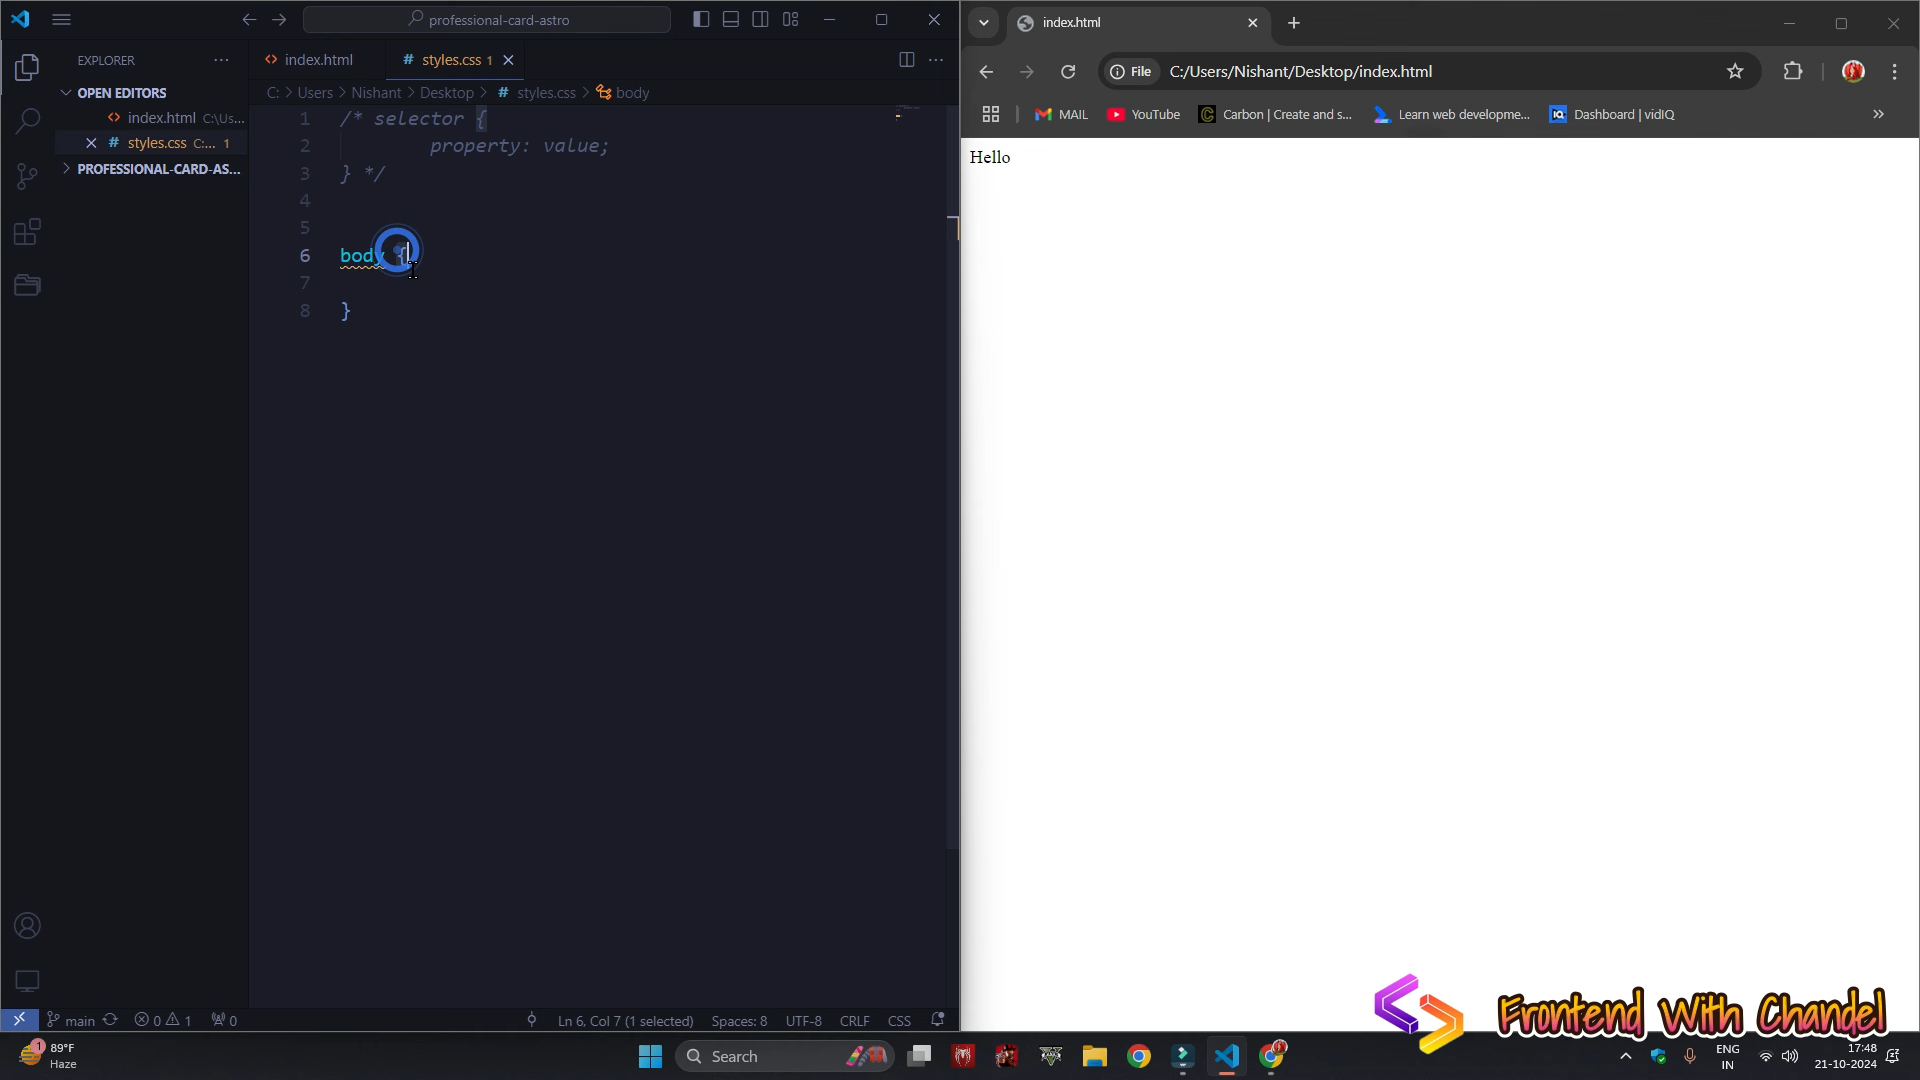 professional-card-astro
EXPLORER
OPEN EDITORS
index.html C:\Us...
styles.css C:... 1
PROFESSIONAL-CARD-AS...
index.html
styles.css 1
C: > Users > Nishant > Desktop > # styles.css > body
1 /* selector {
2 property: value;
3 } */
4
5
6 body {
7
8 }
main
0 1
0
Ln 6, Col 7 (1 selected)
Spaces: 8
UTF-8
CRLF
CSS
index.html
File C:/Users/Nishant/Desktop/index.html
MAIL
YouTube
Carbon | Create and s...
Learn web developme...
Dashboard | vidIQ
Hello
Frontend With Chandel
1
89°F
Haze
Search
ENG
IN
17:48
21-10-2024